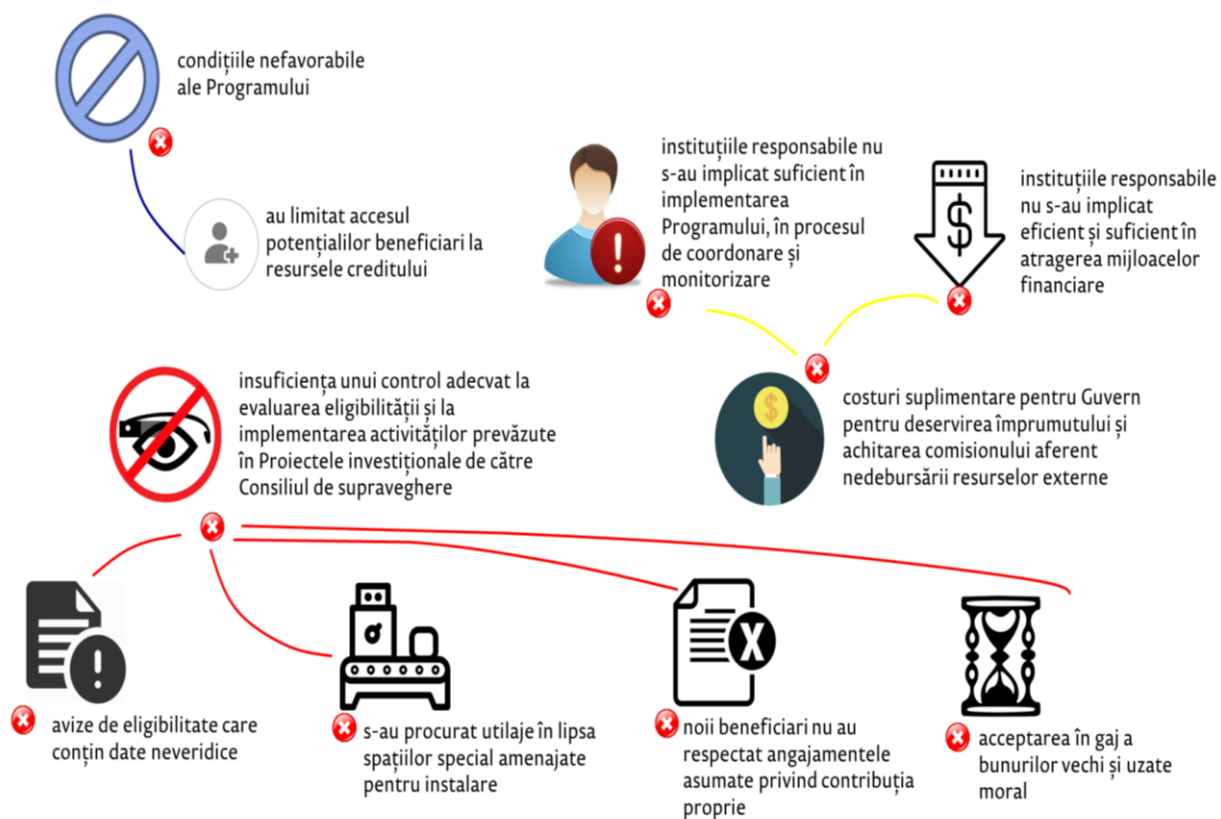 condițiile nefavorabile
ale Programului
au limitat accesul
potențialilor beneficiari la
resursele creditului
instituțiile responsabile nu
s-au implicat suficient în
implementarea
Programului, în procesul
de coordonare și
monitorizare
instituțiile responsabile
nu s-au implicat
eficient și suficient în
atragerea mijloacelor
financiare
insuficiența unui control adecvat la
evaluarea eligibilității și la
implementarea activităților prevăzute
în Proiectele investiționale de către
Consiliul de supraveghere
costuri suplimentare pentru Guvern
pentru deservirea împrumutului și
achitarea comisionului aferent
nedebursării resurselor externe
avize de eligibilitate care
conțin date neveridice
s-au procurat utilaje în lipsa
spațiilor special amenajate
pentru instalare
noii beneficiari nu au
respectat angajamentele
asumate privind contribuția
proprie
acceptarea în gaj a
bunurilor vechi și uzate
moral